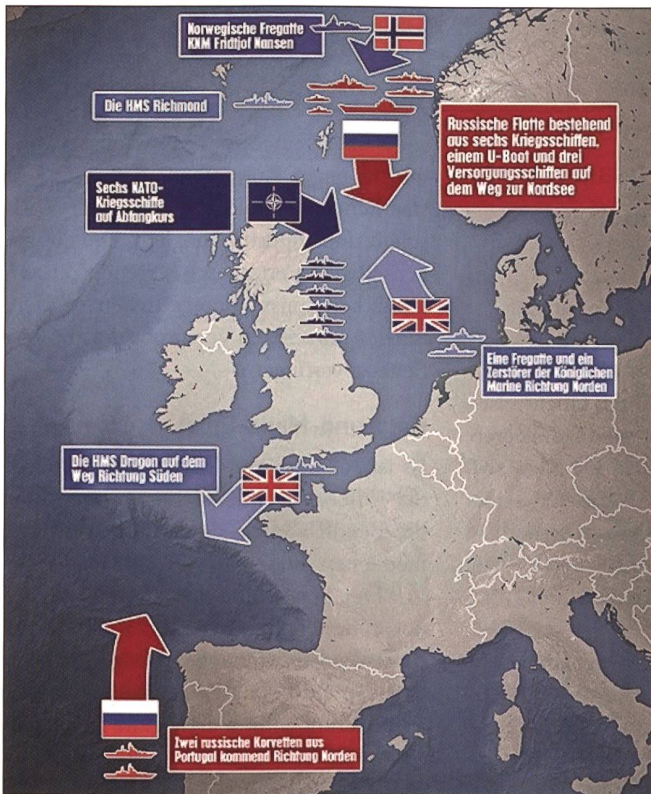 Norwegische Fregatte
KNM Fridtjof Nansen
Die HMS Richmond
Russische Flotte bestehend
aus sechs Kriegsschiffen,
einem U-Boot und drei
Versorgungsschiffen auf
dem Weg zur Nordsee
Sechs NATO-
Kriegsschiffe
auf Abfangkurs
Eine Fregatte und ein
Zerstörer der Königlichen
Marine Richtung Norden
Die HMS Dragon auf dem
Weg Richtung Süden
Zwei russische Korvetten aus
Portugal kommend Richtung Norden